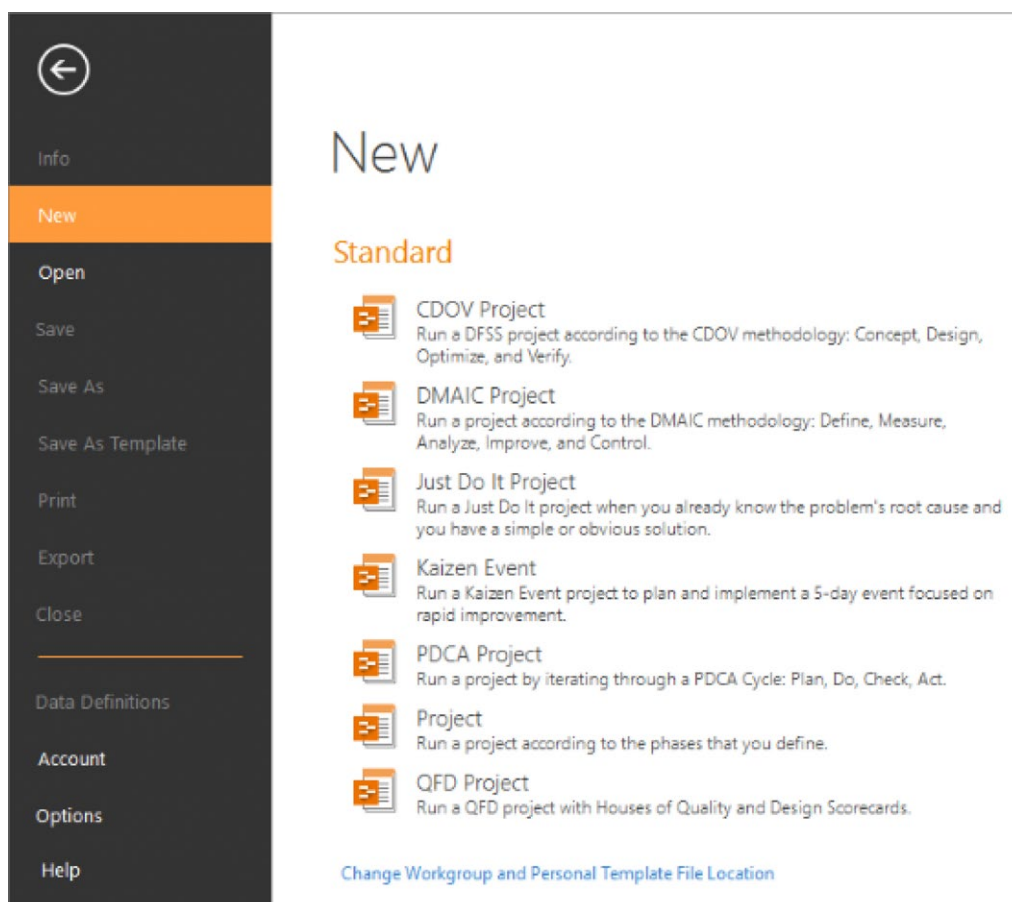 Info
New
Open
Save
Save As
Save As Template
Print
Export
Close
Data Definitions
Account
Options
Help
New
Standard
CDOV Project
Run a DFSS project according to the CDOV methodology: Concept, Design,
Optimize, and Verify.
DMAIC Project
Run a project according to the DMAIC methodology: Define, Measure,
Analyze, Improve, and Control.
Just Do It Project
Run a Just Do It project when you already know the problem's root cause and
you have a simple or obvious solution.
Kaizen Event
Run a Kaizen Event project to plan and implement a 5-day event focused on
rapid improvement.
PDCA Project
Run a project by iterating through a PDCA Cycle: Plan, Do, Check, Act.
Project
Run a project according to the phases that you define.
QFD Project
Run a QFD project with Houses of Quality and Design Scorecards.
Change Workgroup and Personal Template File Location